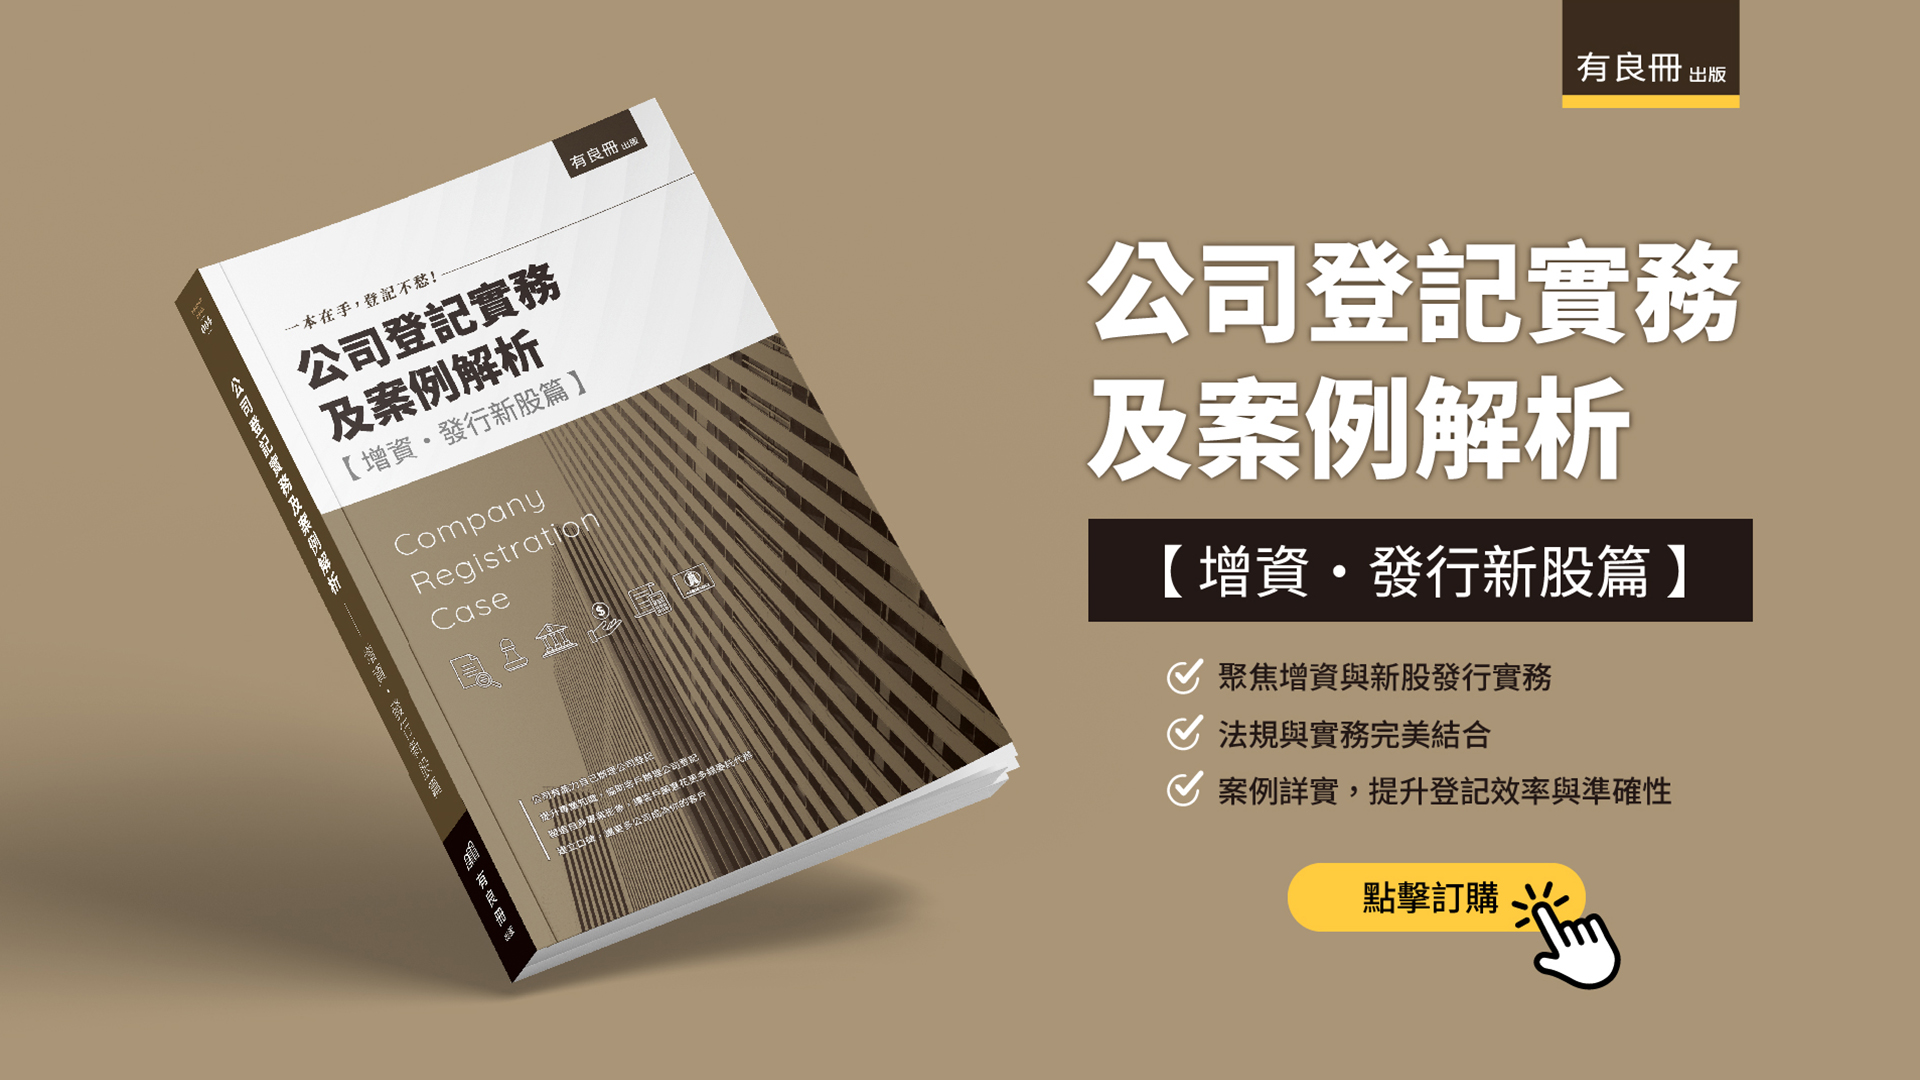 有良冊 出版
公司登記實務
及案例解析
【增資・發行新股篇】
聚焦增資與新股發行實務
法規與實務完美結合
案例詳實，提升登記效率與準確性
點擊訂購
有良冊 出版
一本在手，登記不愁！
公司登記實務
及案例解析
【增資・發行新股篇】
Company
Registration
Case
公司登記實務及案例解析
有良冊